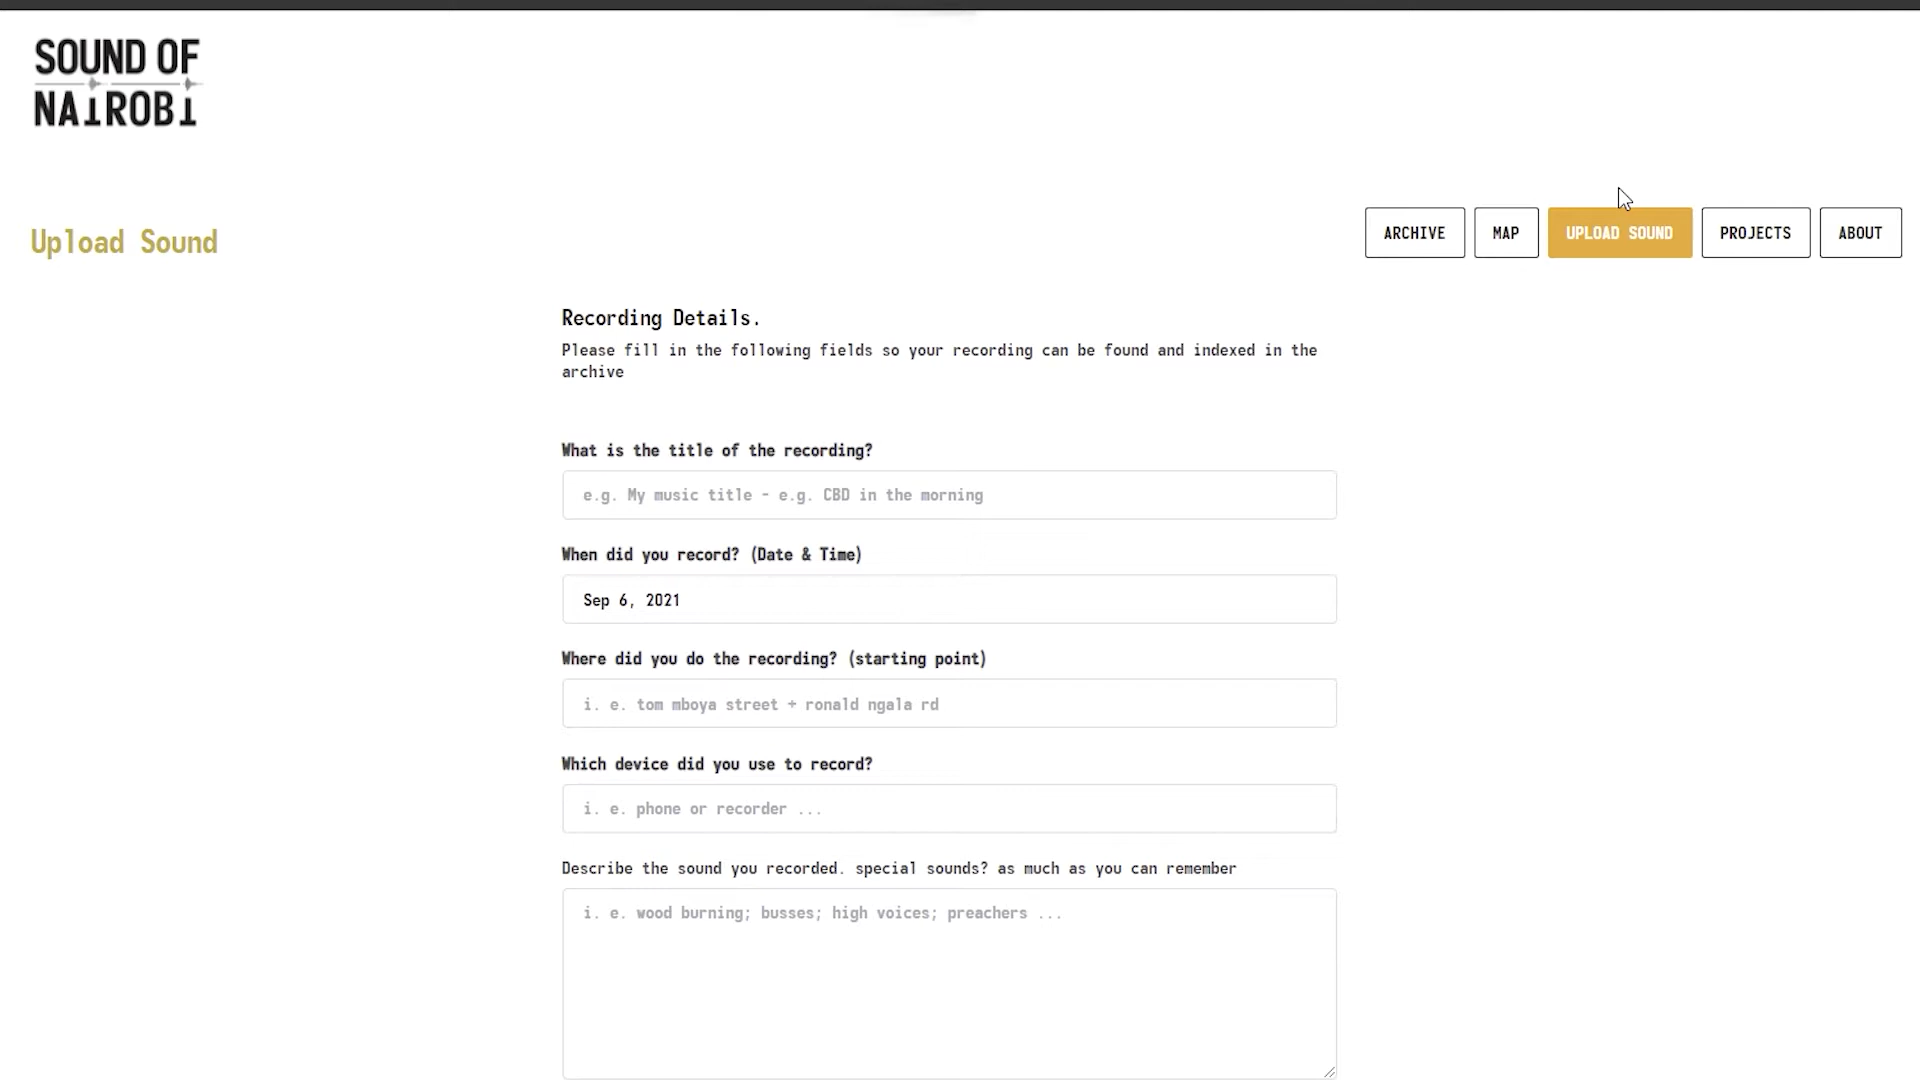 SOUND OF
NAIROBI
Upload Sound
ARCHIVE
MAP
UPLOAD SOUND
PROJECTS
ABOUT
Recording Details.
Please fill in the following fields so your recording can be found and indexed in the
archive
What is the title of the recording?
e.g. My music title - e.g. CBD in the morning
When did you record? (Date & Time)
Sep 6, 2021
Where did you do the recording? (starting point)
i. e. tom mboya street + ronald ngala rd
Which device did you use to record?
i. e. phone or recorder ...
Describe the sound you recorded. special sounds? as much as you can remember
i. e. wood burning; busses; high voices; preachers ...